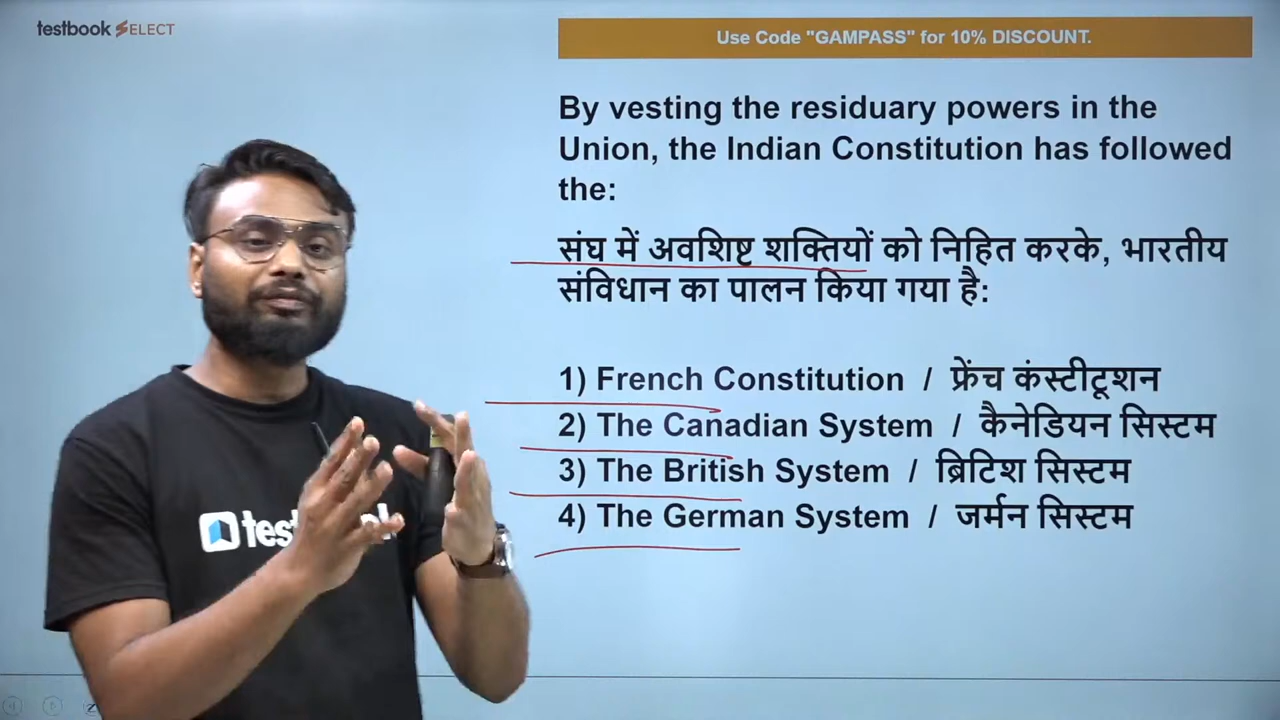 testbook SELECT
Use Code "GAMPASS" for 10% DISCOUNT.
By vesting the residuary powers in the
Union, the Indian Constitution has followed
the:
संघ में अवशिष्ट शक्तियों को निहित करके, भारतीय
संविधान का पालन किया गया है:
1) French Constitution / फ्रेंच कंस्टीटूशन
2) The Canadian System / कैनेडियन सिस्टम
3) The British System / ब्रिटिश सिस्टम
4) The German System / जर्मन सिस्टम